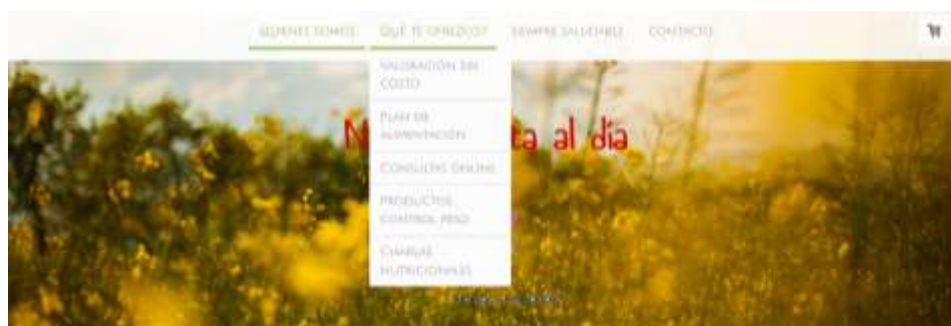 QUIENES SOMOS QUÉ TE OFREZCO? SIEMPRE SALUDABLE CONTACTO
VALORACIÓN SIN
COSTO
PLAN DE
ALIMENTACIÓN
N ta al día
CONSULTAS ONLINE
PRODUCTOS
CONTROL PESO
CHARLAS
NUTRICIONALES